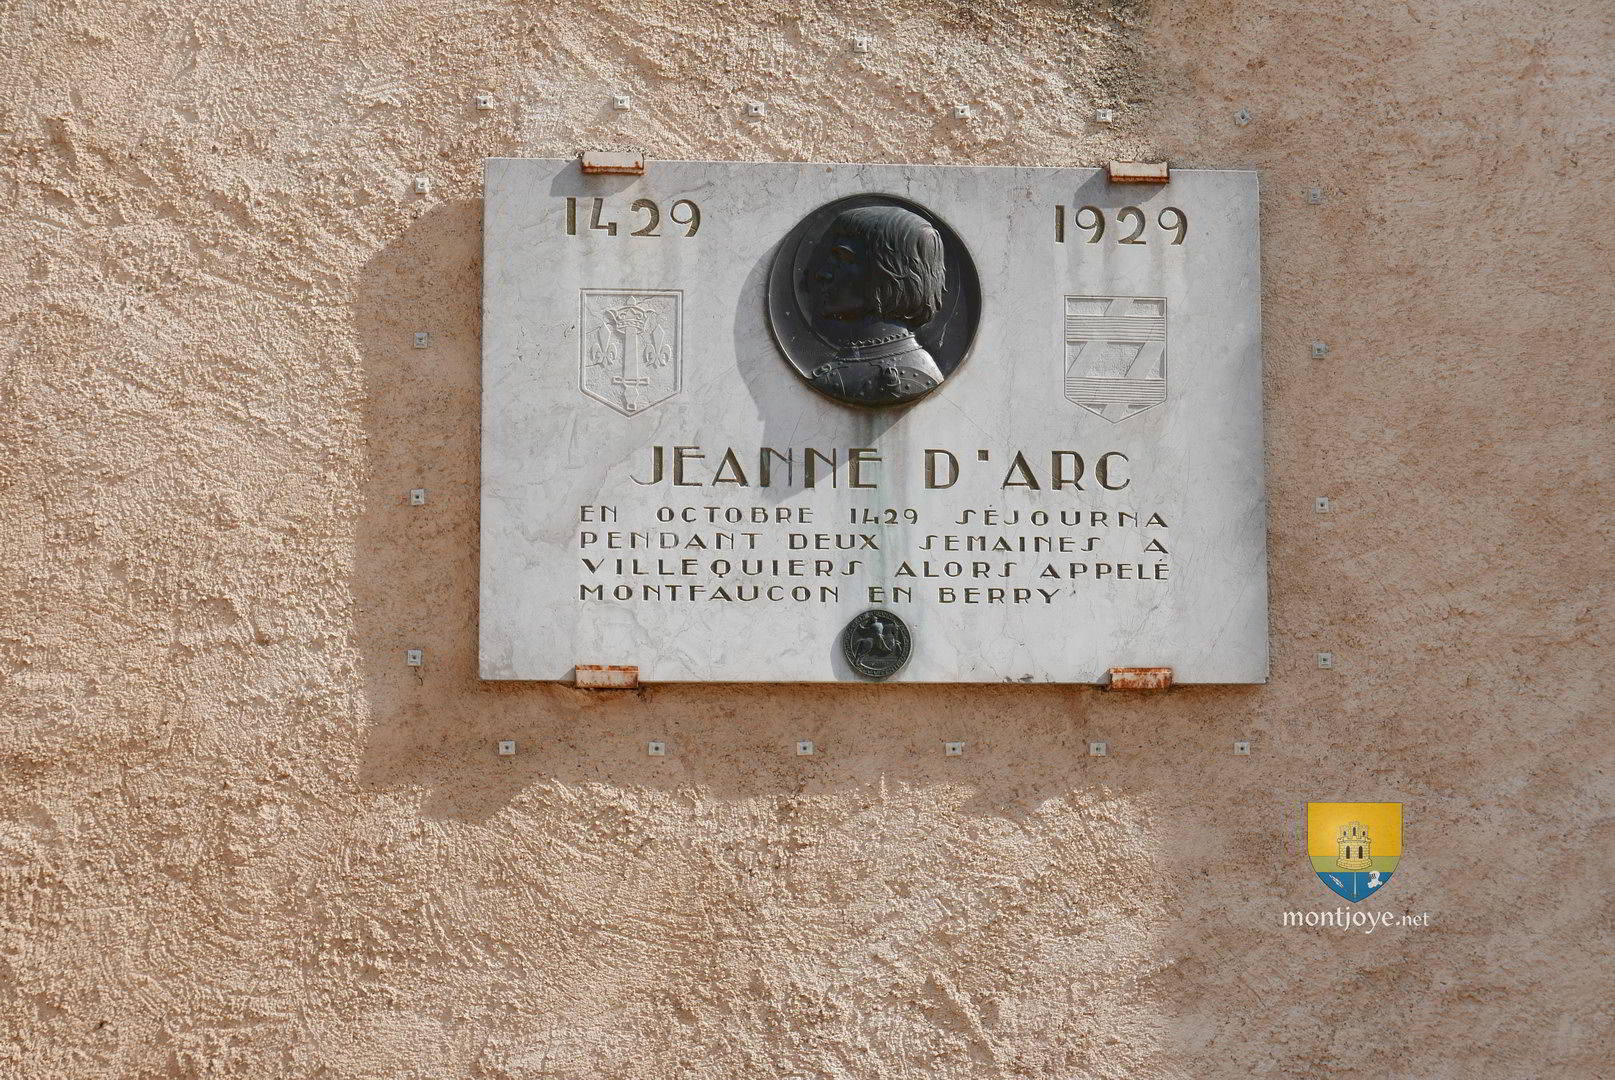 1429 1929
JEANNE D'ARC
EN OCTOBRE 1429 SÉJOURNA
PENDANT DEUX SEMAINES A
VILLEQUIERS ALORS APPELÉ
MONTFAUCON EN BERRY
montjoye.net